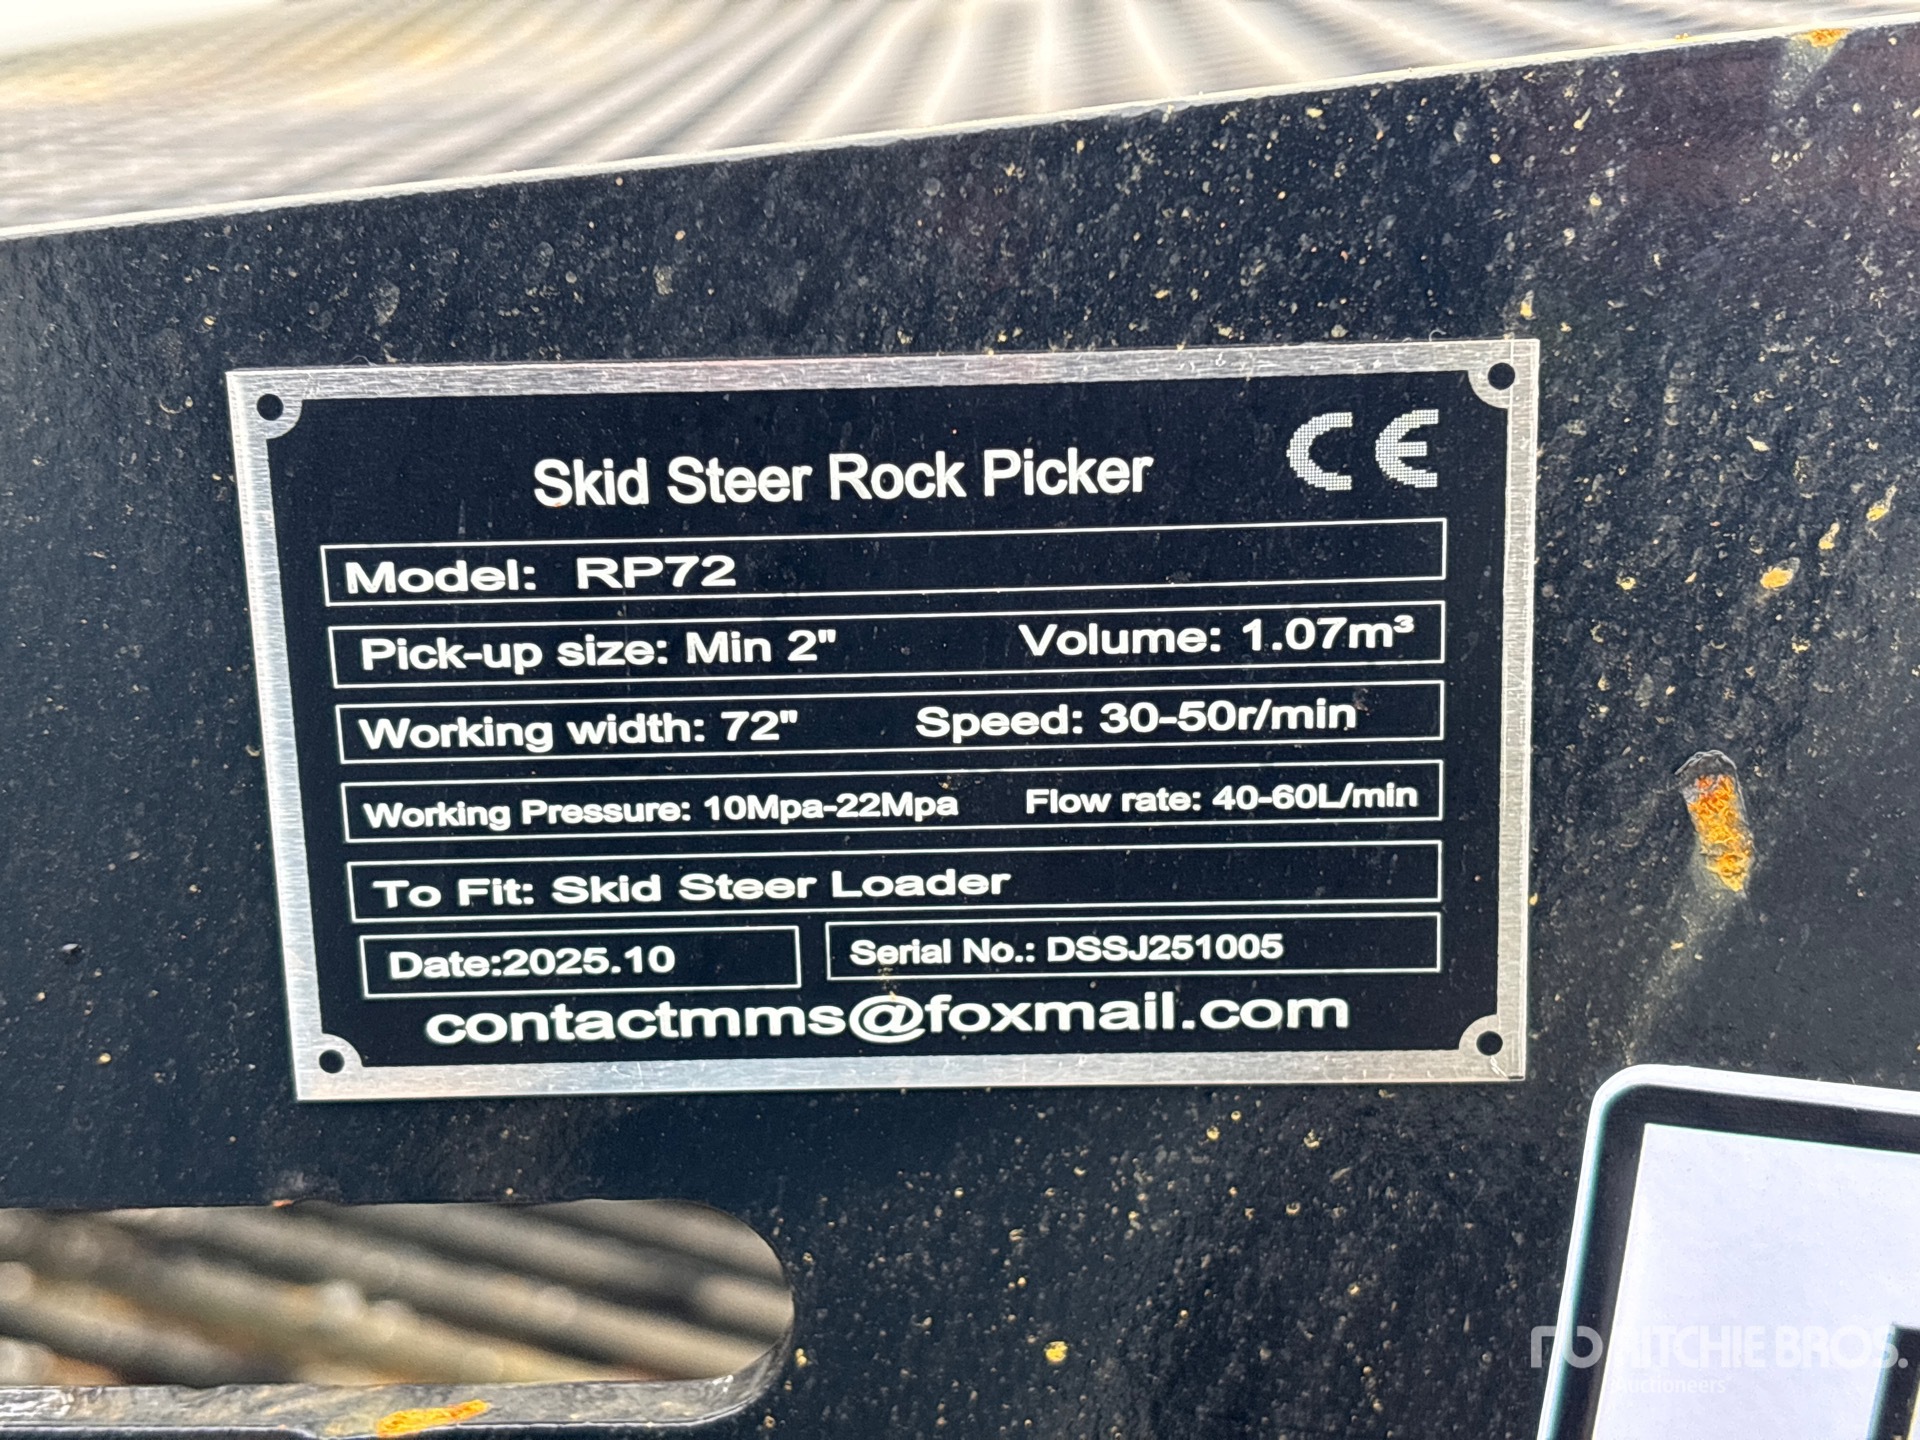 CE
Skid Steer Rock Picker
Model: RP72
Pick-up size: Min 2" Volume: 1.07m³
Working width: 72" Speed: 30-50r/min
Working Pressure: 10Mpa-22Mpa Flow rate: 40-60L/min
To Fit: Skid Steer Loader
Date:2025.10 Serial No.: DSSJ251005
contactmms@foxmail.com
RITCHIE BROS.
Auctioneers